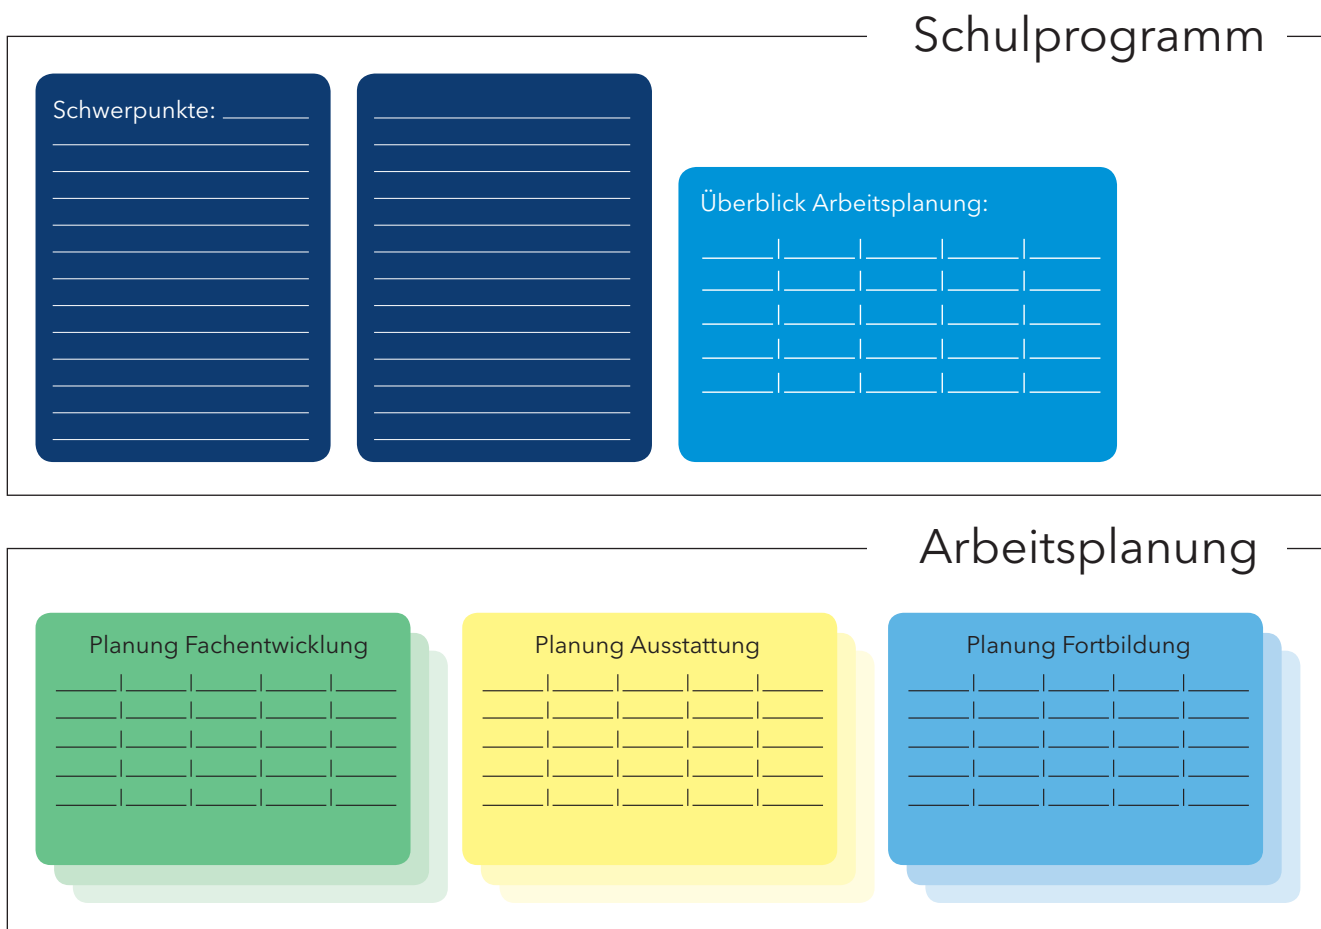 Schulprogramm
Schwerpunkte:
Überblick Arbeitsplanung:
Arbeitsplanung
Planung Fachentwicklung
Planung Ausstattung
Planung Fortbildung